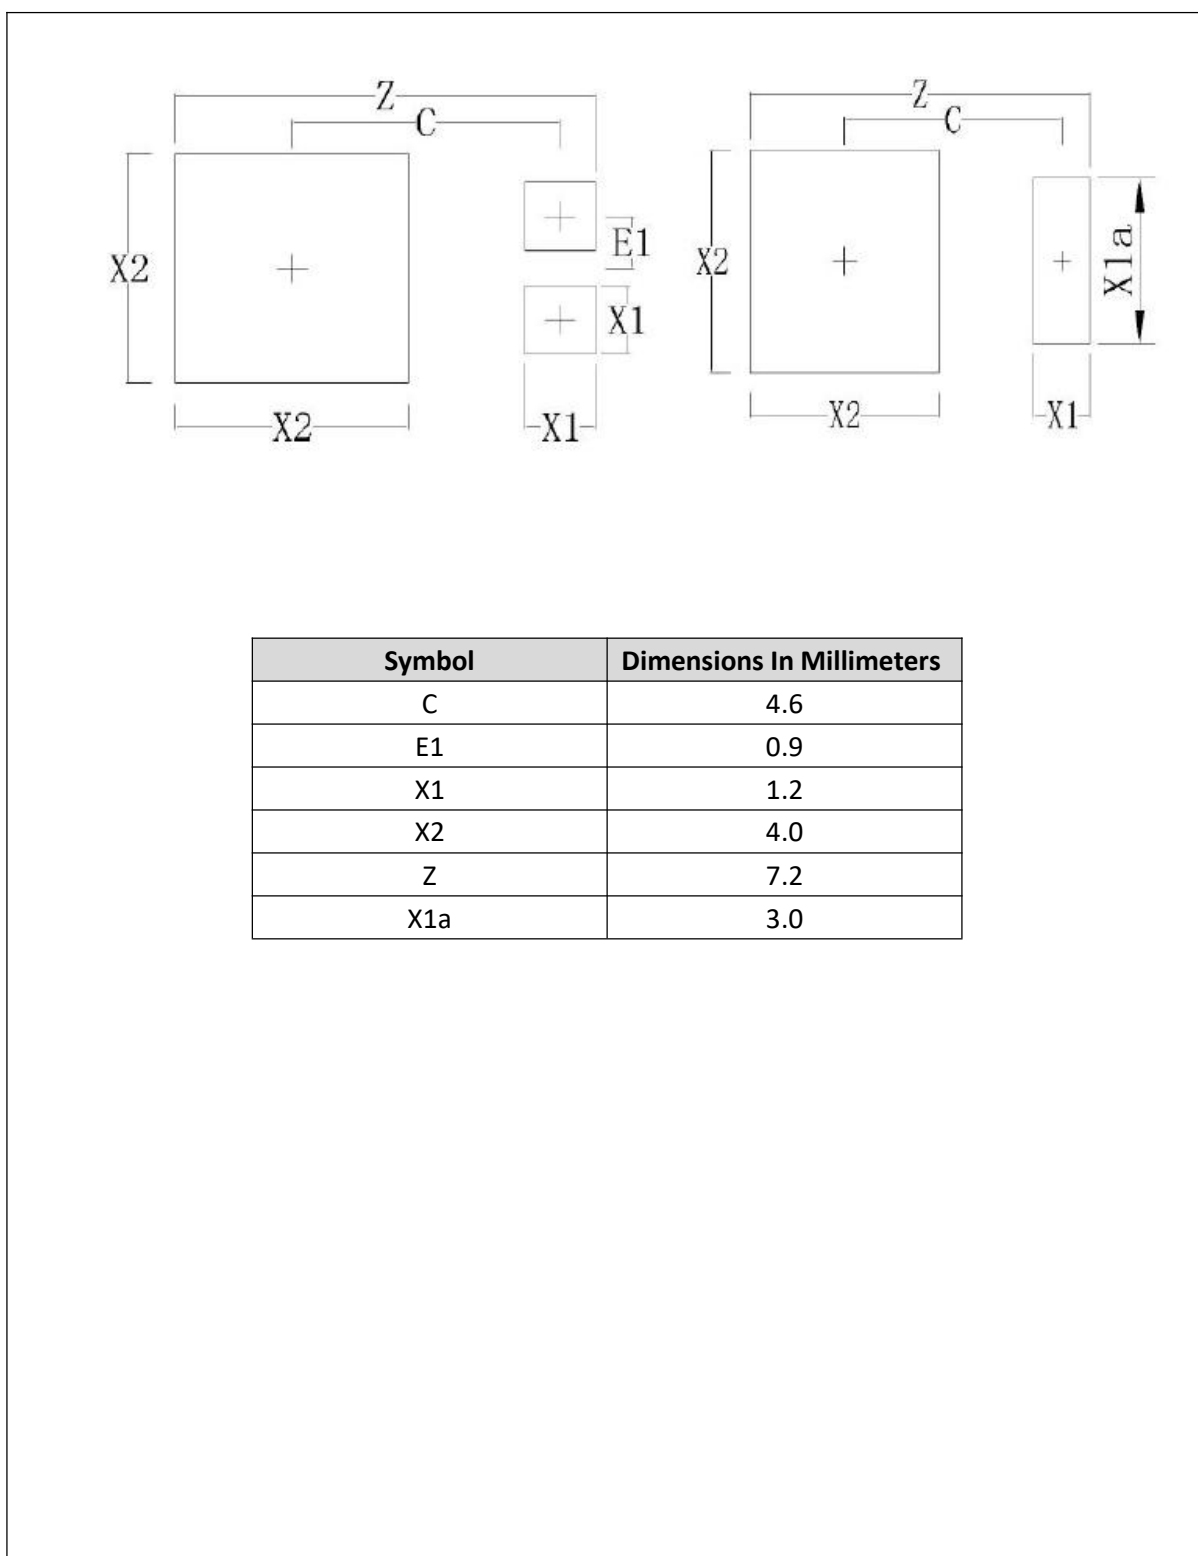 Z
C
X2
E1
X1
X2
X1
Z
C
X2
X1a
X2
X1
Symbol Dimensions In Millimeters
C 4.6
E1 0.9
X1 1.2
X2 4.0
Z 7.2
X1a 3.0